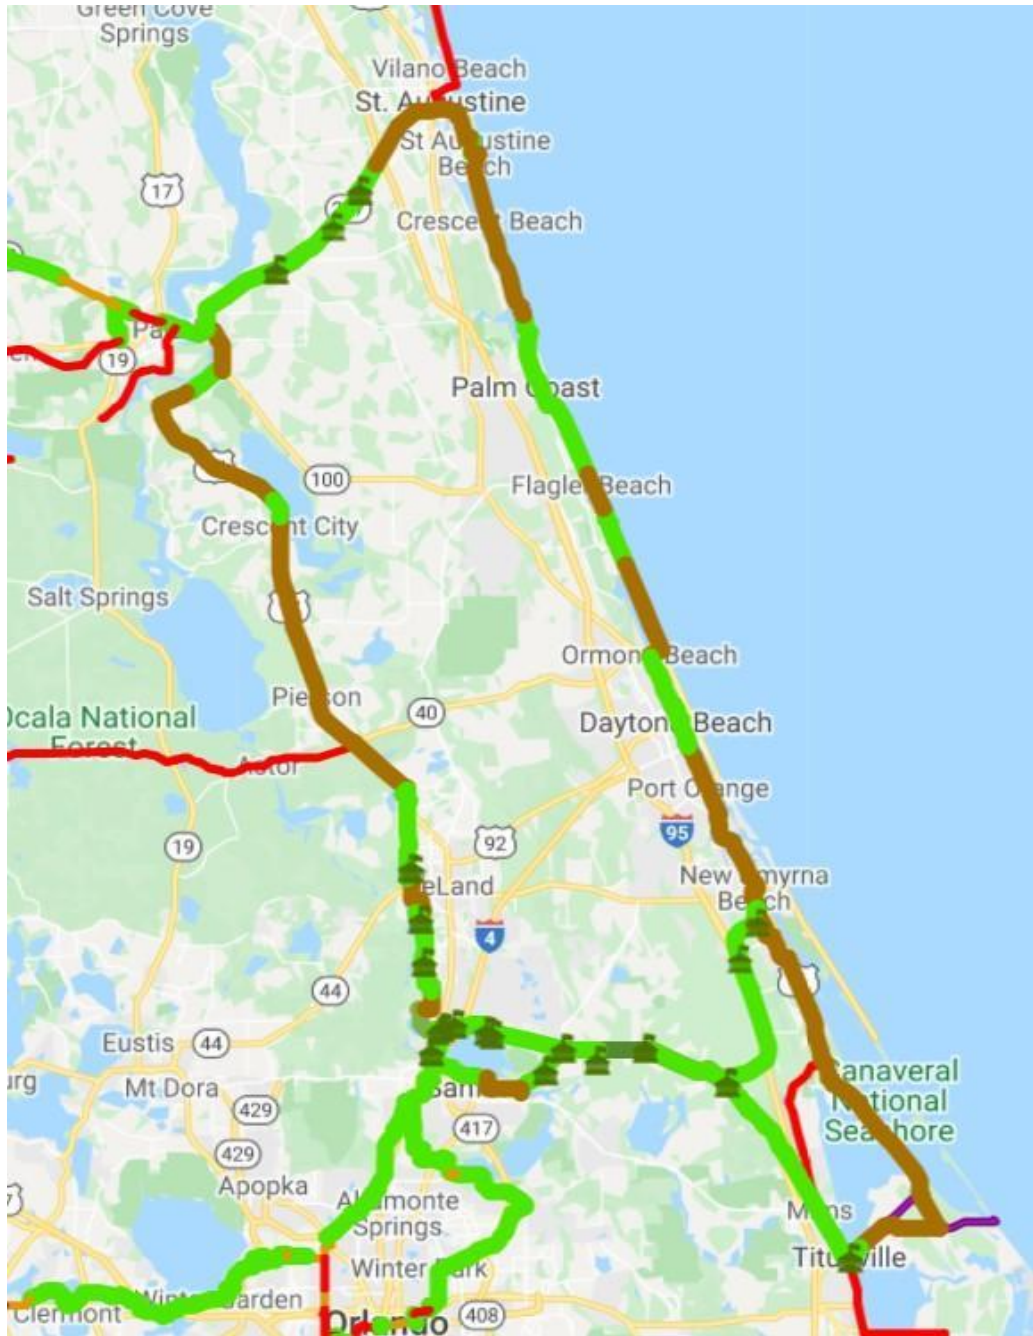 Green Cove
Springs
Vilano Beach
St. Augustine
St Augustine
Beach
17
Crescent Beach
19
Palm Coast
100
Flagler Beach
Crescent City
Salt Springs
Ormond Beach
Pierson
40
Ocala National
Forest
Daytona Beach
Astor
Port Orange
95
19
92
DeLand
New Smyrna
Beach
4
44
Eustis
44
Mt Dora
Canaveral
National
Seashore
429
417
429
Apopka
Altamonte
Springs
Mims
Titusville
Winter Park
Winter Garden
Clermont
Orlando
408